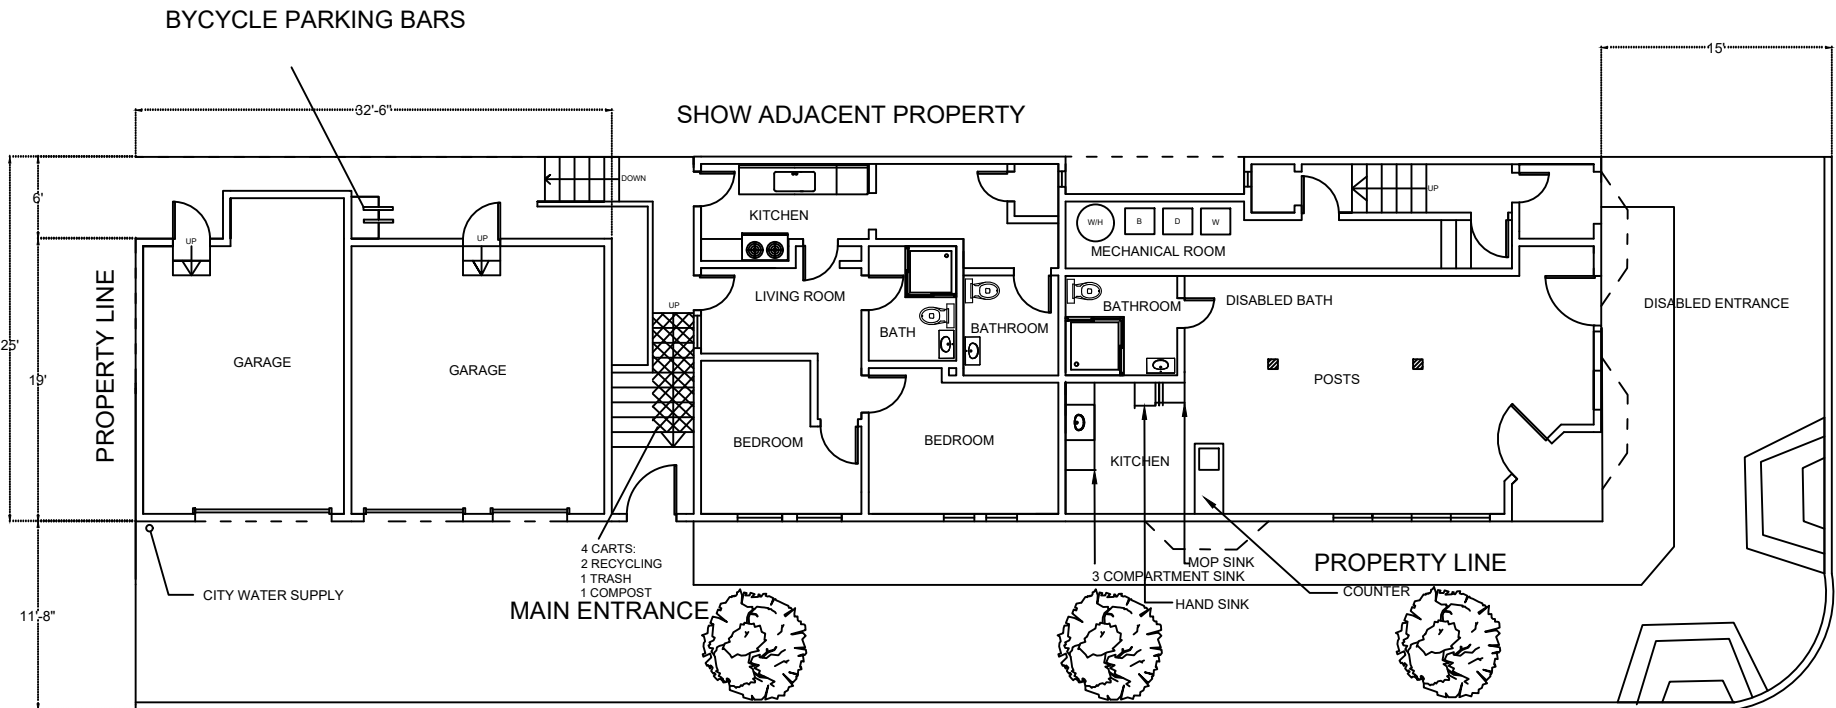 BYCYCLE PARKING BARS
15'
32'-6"
SHOW ADJACENT PROPERTY
DOWN
UP
6'
KITCHEN
W/H
B
D
W
MECHANICAL ROOM
UP
UP
PROPERTY LINE
LIVING ROOM
UP
BATHROOM
DISABLED BATH
DISABLED ENTRANCE
BATH
BATHROOM
25'
19'
GARAGE
GARAGE
POSTS
BEDROOM
BEDROOM
KITCHEN
4 CARTS:
2 RECYCLING
1 TRASH
1 COMPOST
MOP SINK
PROPERTY LINE
3 COMPARTMENT SINK
CITY WATER SUPPLY
COUNTER
HAND SINK
MAIN ENTRANCE
11'-8"